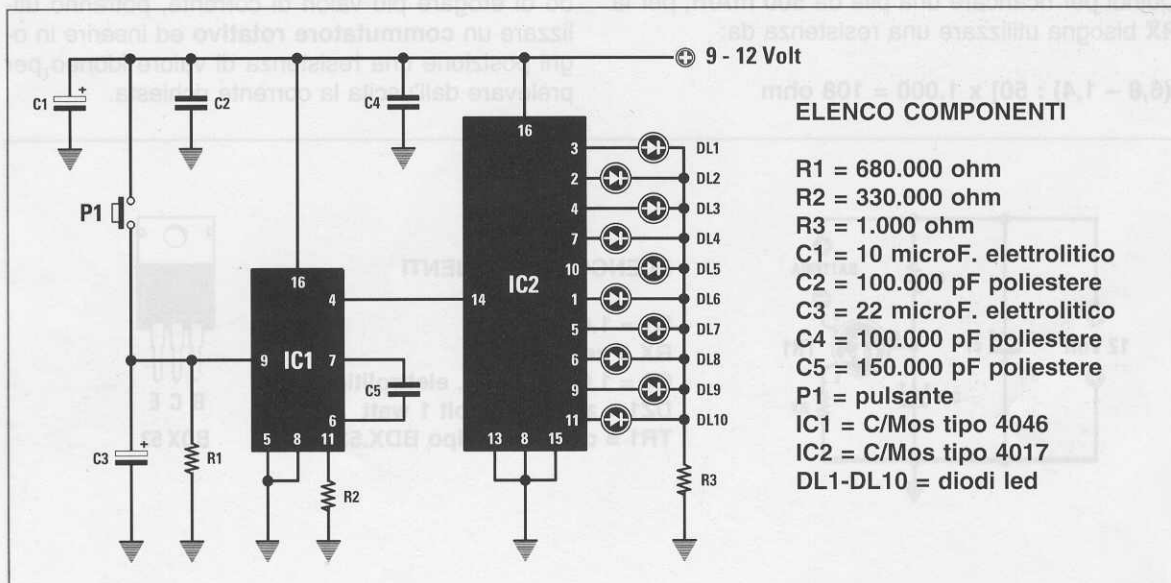 9 - 12 Volt
C1
+
C2
C4
16
3
DL1
2
DL2
4
DL3
7
DL4
10
DL5
1
DL6
5
DL7
6
DL8
9
DL9
11
DL10
14
IC2
13
8
15
R3
P1
16
4
9
IC1
7
C5
6
5
8
11
R2
C3
+
R1
ELENCO COMPONENTI
R1 = 680.000 ohm
R2 = 330.000 ohm
R3 = 1.000 ohm
C1 = 10 microF. elettrolitico
C2 = 100.000 pF poliestere
C3 = 22 microF. elettrolitico
C4 = 100.000 pF poliestere
C5 = 150.000 pF poliestere
P1 = pulsante
IC1 = C/Mos tipo 4046
IC2 = C/Mos tipo 4017
DL1-DL10 = diodi led